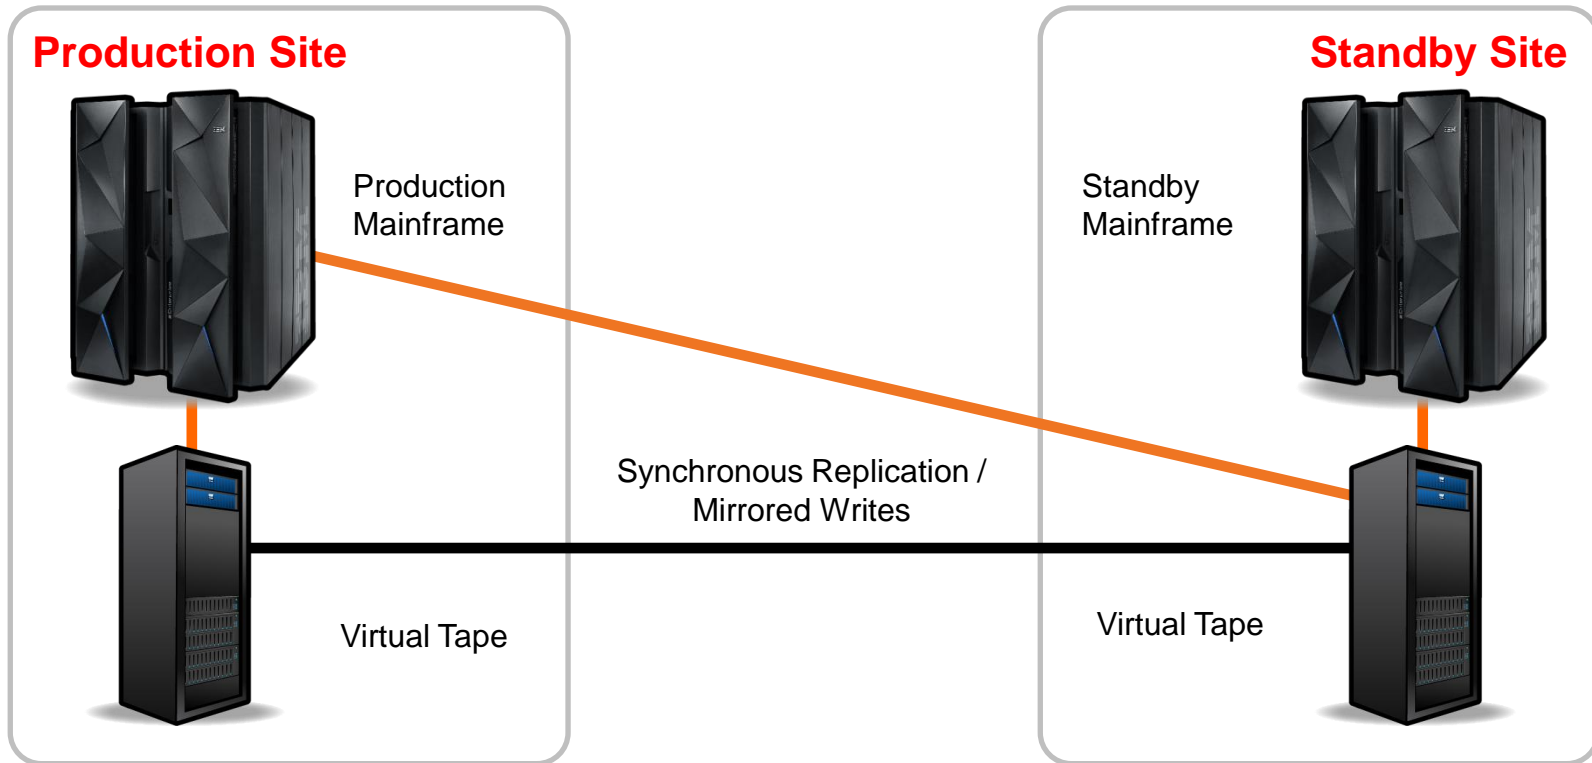 Production Site
Standby Site
Production
Mainframe
Standby
Mainframe
Synchronous Replication /
Mirrored Writes
Virtual Tape
Virtual Tape